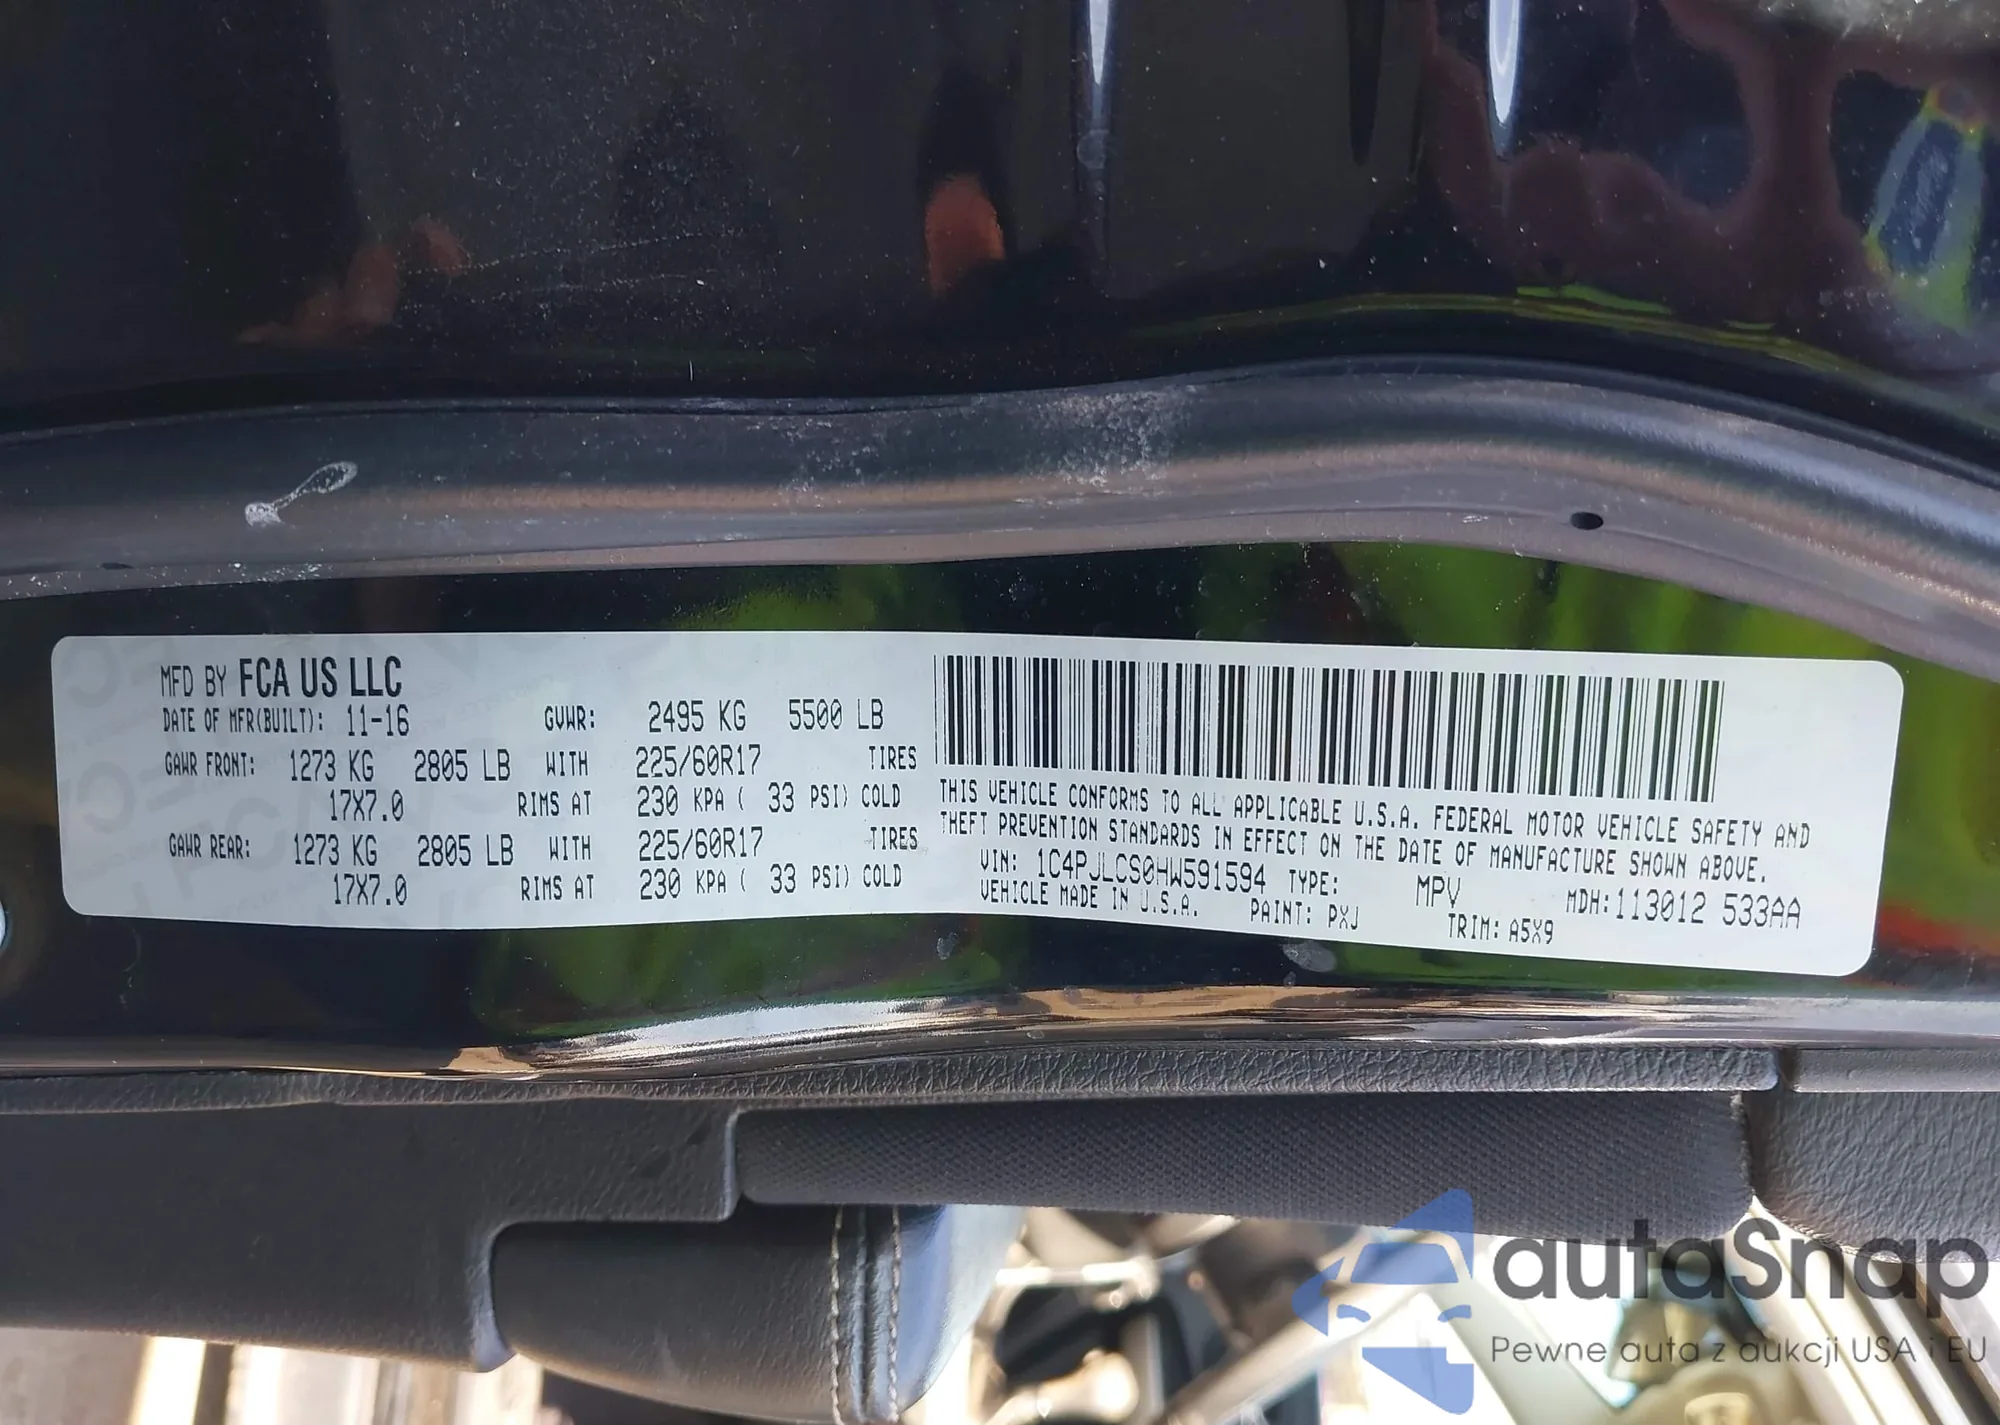 MFD BY FCA US LLC
DATE OF MFR(BUILT): 11-16 GVWR: 2495 KG 5500 LB
GAWR FRONT: 1273 KG 2805 LB WITH 225/60R17 TIRES
17X7.0 RIMS AT 230 KPA ( 33 PSI) COLD
GAWR REAR: 1273 KG 2805 LB WITH 225/60R17 TIRES
17X7.0 RIMS AT 230 KPA ( 33 PSI) COLD
THIS VEHICLE CONFORMS TO ALL APPLICABLE U.S.A. FEDERAL MOTOR VEHICLE SAFETY AND
THEFT PREVENTION STANDARDS IN EFFECT ON THE DATE OF MANUFACTURE SHOWN ABOVE.
VIN: 1C4PJLCS0HW591594 TYPE: MPV MDH:113012 533AA
VEHICLE MADE IN U.S.A. PAINT: PXJ TRIM: A5X9
autaSnap
Pewne auta z aukcji USA i EU